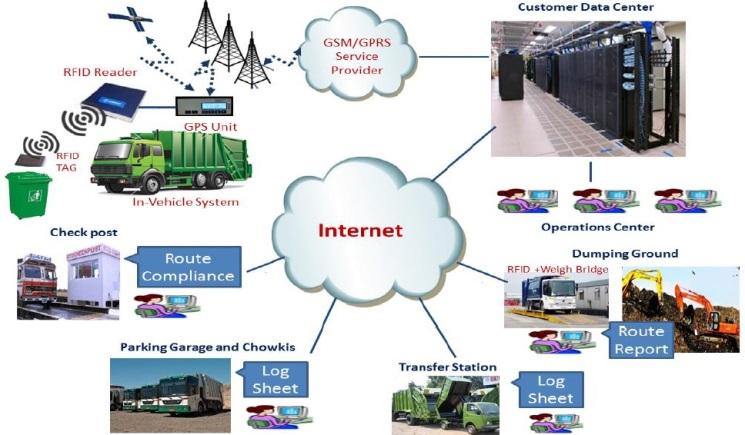 Customer Data Center
GSM/GPRS
Service
Provider
RFID Reader
GPS Unit
RFID
TAG
In-Vehicle System
Internet
Operations Center
Check post
Route
Compliance
Dumping Ground
RFID +Weigh Bridge
Route
Report
Parking Garage and Chowkis
Log
Sheet
Transfer Station
Log
Sheet